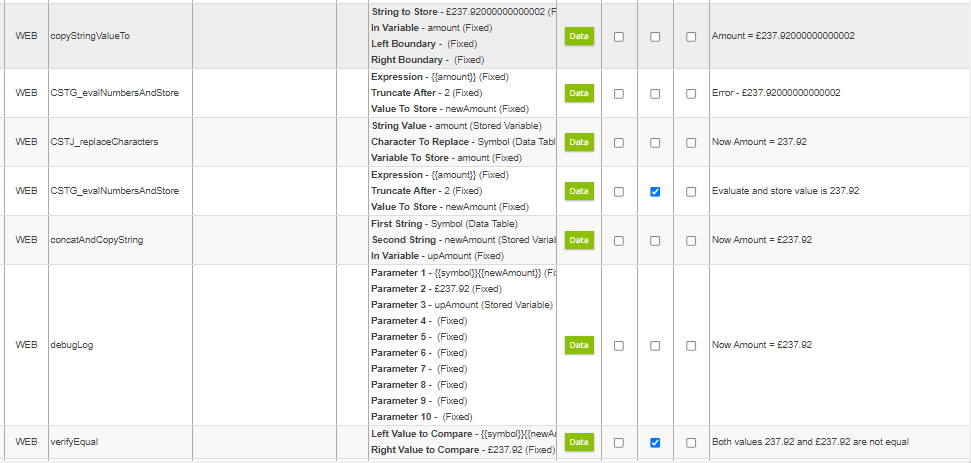 WEB copyStringValueTo String to Store - £237.92000000000002 (F Data Amount = £237.92000000000002
In Variable - amount (Fixed)
Left Boundary - (Fixed)
Right Boundary - (Fixed)
WEB CSTG_evalNumbersAndStore Expression - {{amount}} (Fixed) Data Error - £237.92000000000002
Truncate After - 2 (Fixed)
Value To Store - newAmount (Fixed)
WEB CSTJ_replaceCharacters String Value - amount (Stored Variable) Data Now Amount = 237.92
Character To Replace - Symbol (Data Tabl
Variable To Store - amount (Fixed)
WEB CSTG_evalNumbersAndStore Expression - {{amount}} (Fixed) Data Evaluate and store value is 237.92
Truncate After - 2 (Fixed)
Value To Store - newAmount (Fixed)
WEB concatAndCopyString First String - Symbol (Data Table) Data Now Amount = £237.92
Second String - newAmount (Stored Varial
In Variable - upAmount (Fixed)
WEB debugLog Parameter 1 - {{symbol}}{{newAmount}} (Fi Data Now Amount = £237.92
Parameter 2 - £237.92 (Fixed)
Parameter 3 - upAmount (Stored Variable)
Parameter 4 - (Fixed)
Parameter 5 - (Fixed)
Parameter 6 - (Fixed)
Parameter 7 - (Fixed)
Parameter 8 - (Fixed)
Parameter 9 - (Fixed)
Parameter 10 - (Fixed)
WEB verifyEqual Left Value to Compare - {{symbol}}{{newA Data Both values 237.92 and £237.92 are not equal
Right Value to Compare - £237.92 (Fixed)